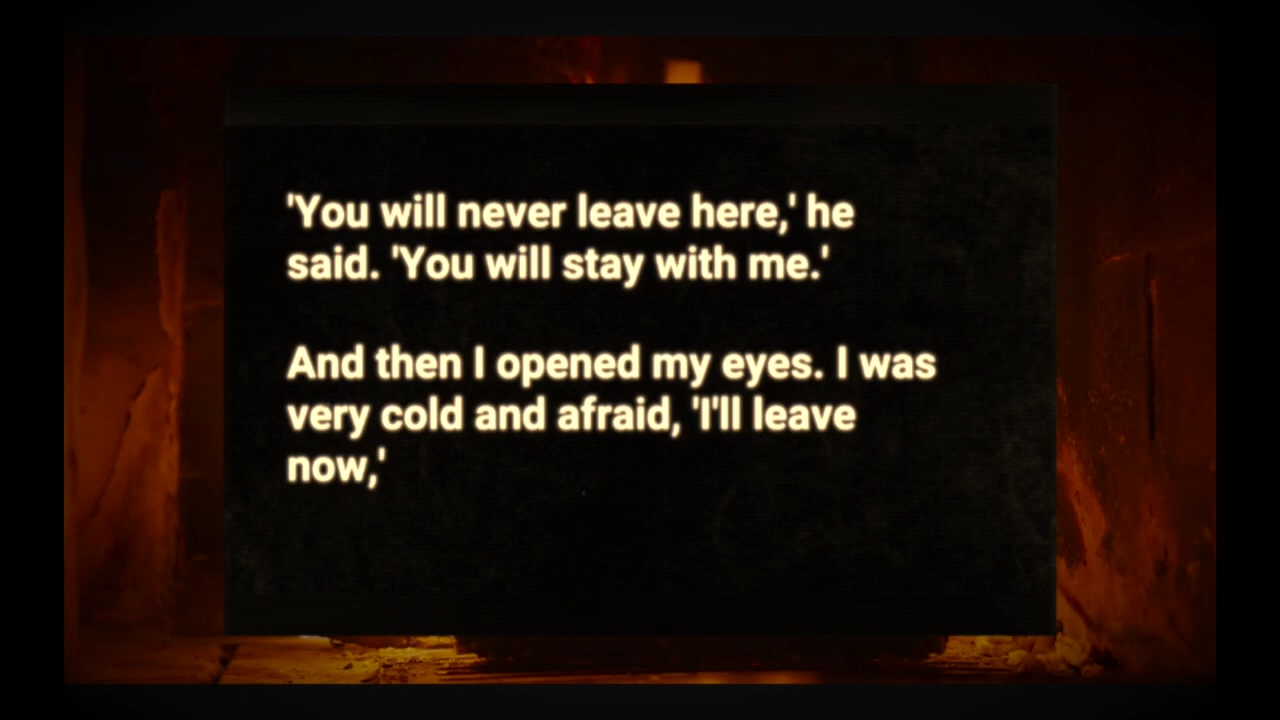 'You will never leave here,' he
said. 'You will stay with me.'
And then I opened my eyes. I was
very cold and afraid, 'I'll leave
now,'